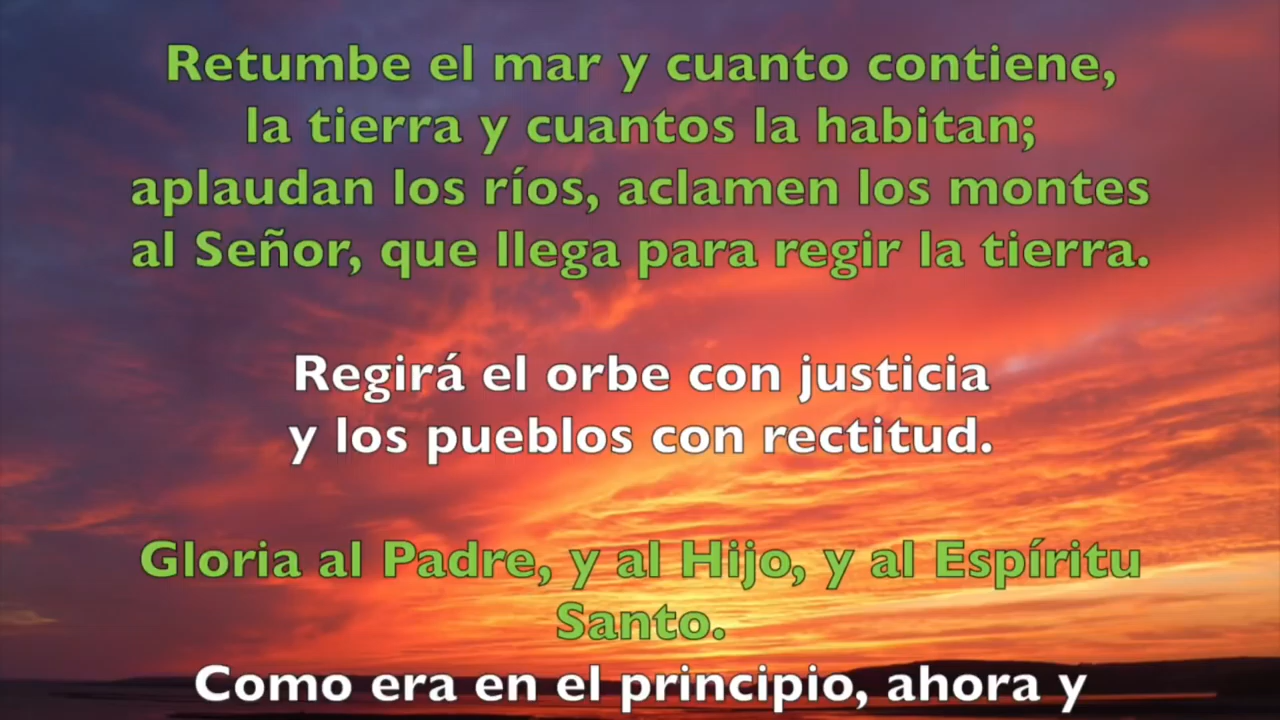 Retumbe el mar y cuanto contiene,
la tierra y cuantos la habitan;
aplaudan los ríos, aclamen los montes
al Señor, que llega para regir la tierra.
Regirá el orbe con justicia
y los pueblos con rectitud.
Gloria al Padre, y al Hijo, y al Espíritu
Santo.
Como era en el principio, ahora y